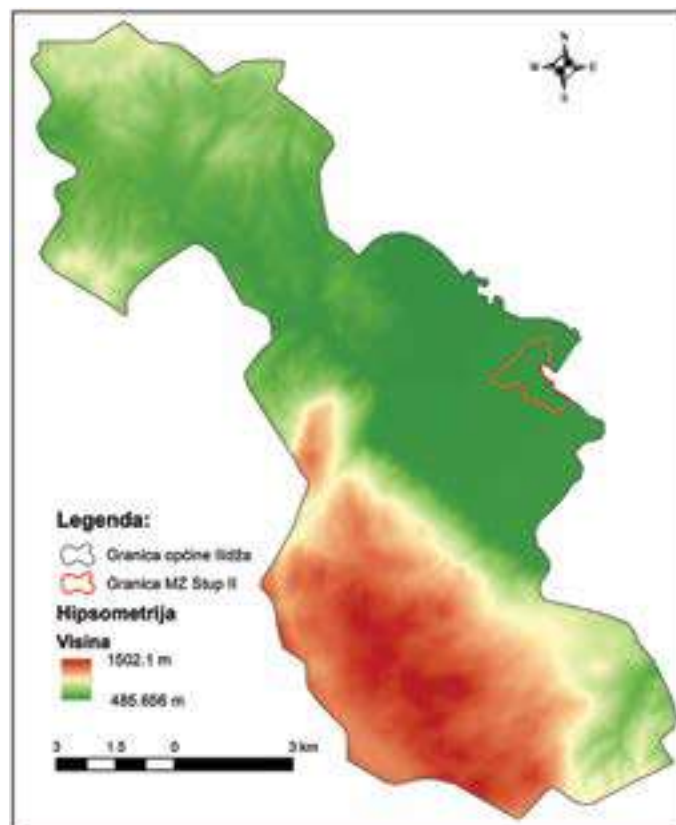 N
W E
S
Legenda:
Granica općine Ilidža
Granica MZ Stup II
Hipsometrija
Visina
1502.1 m
485.656 m
3 1.5 0 3 km